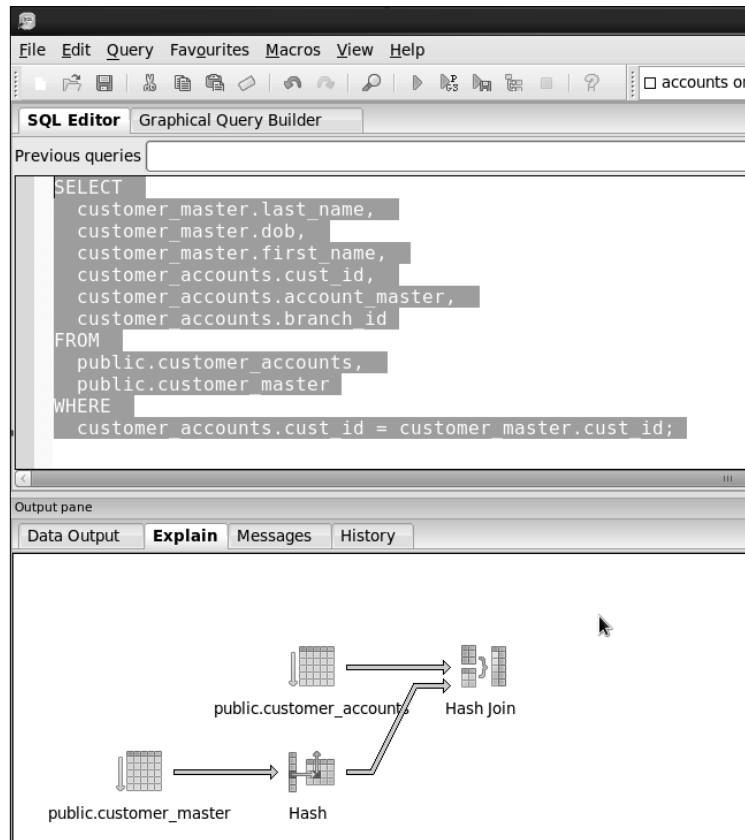 File Edit Query Favourites Macros View Help
SQL Editor Graphical Query Builder
Previous queries
SELECT
customer_master.last_name,
customer_master.dob,
customer_master.first_name,
customer_accounts.cust_id,
customer_accounts.account_master,
customer_accounts.branch_id
FROM
public.customer_accounts,
public.customer_master
WHERE
customer_accounts.cust_id = customer_master.cust_id;
Output pane
Data Output Explain Messages History
public.customer_accounts Hash Join
public.customer_master Hash